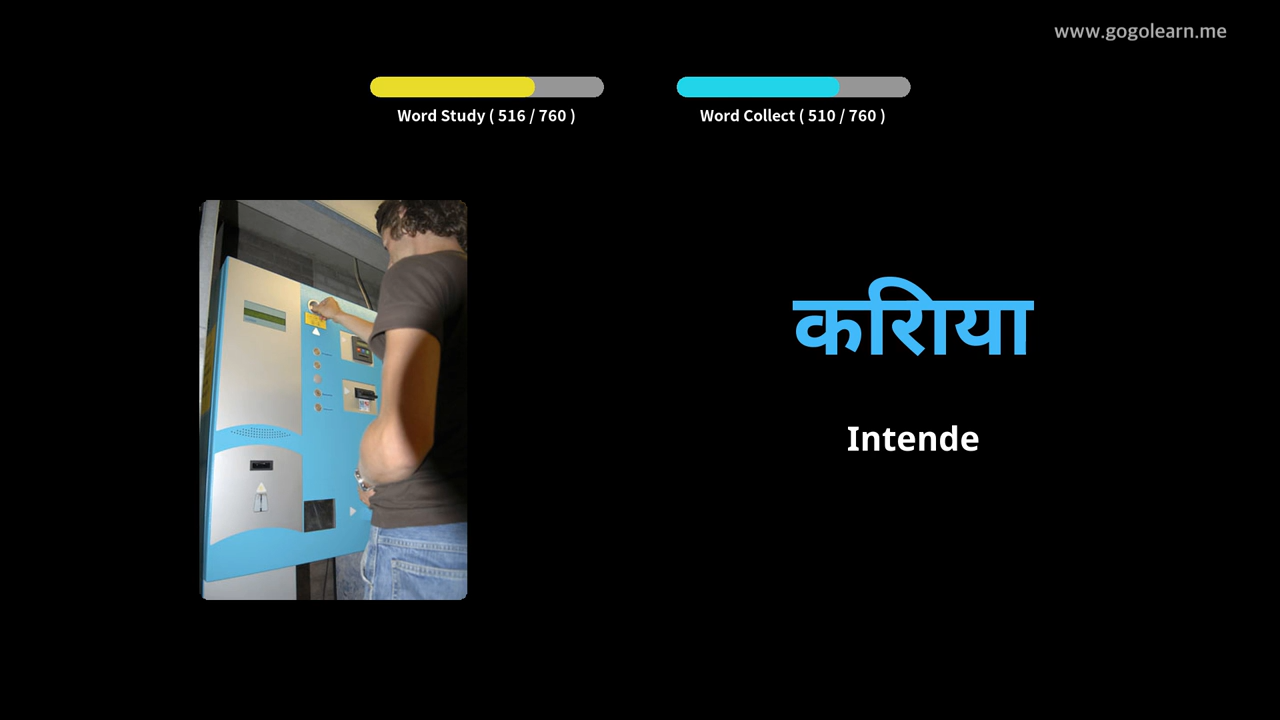 www.gogolearn.me
Word Study ( 516 / 760 )
Word Collect ( 510 / 760 )
करिाया
Intende